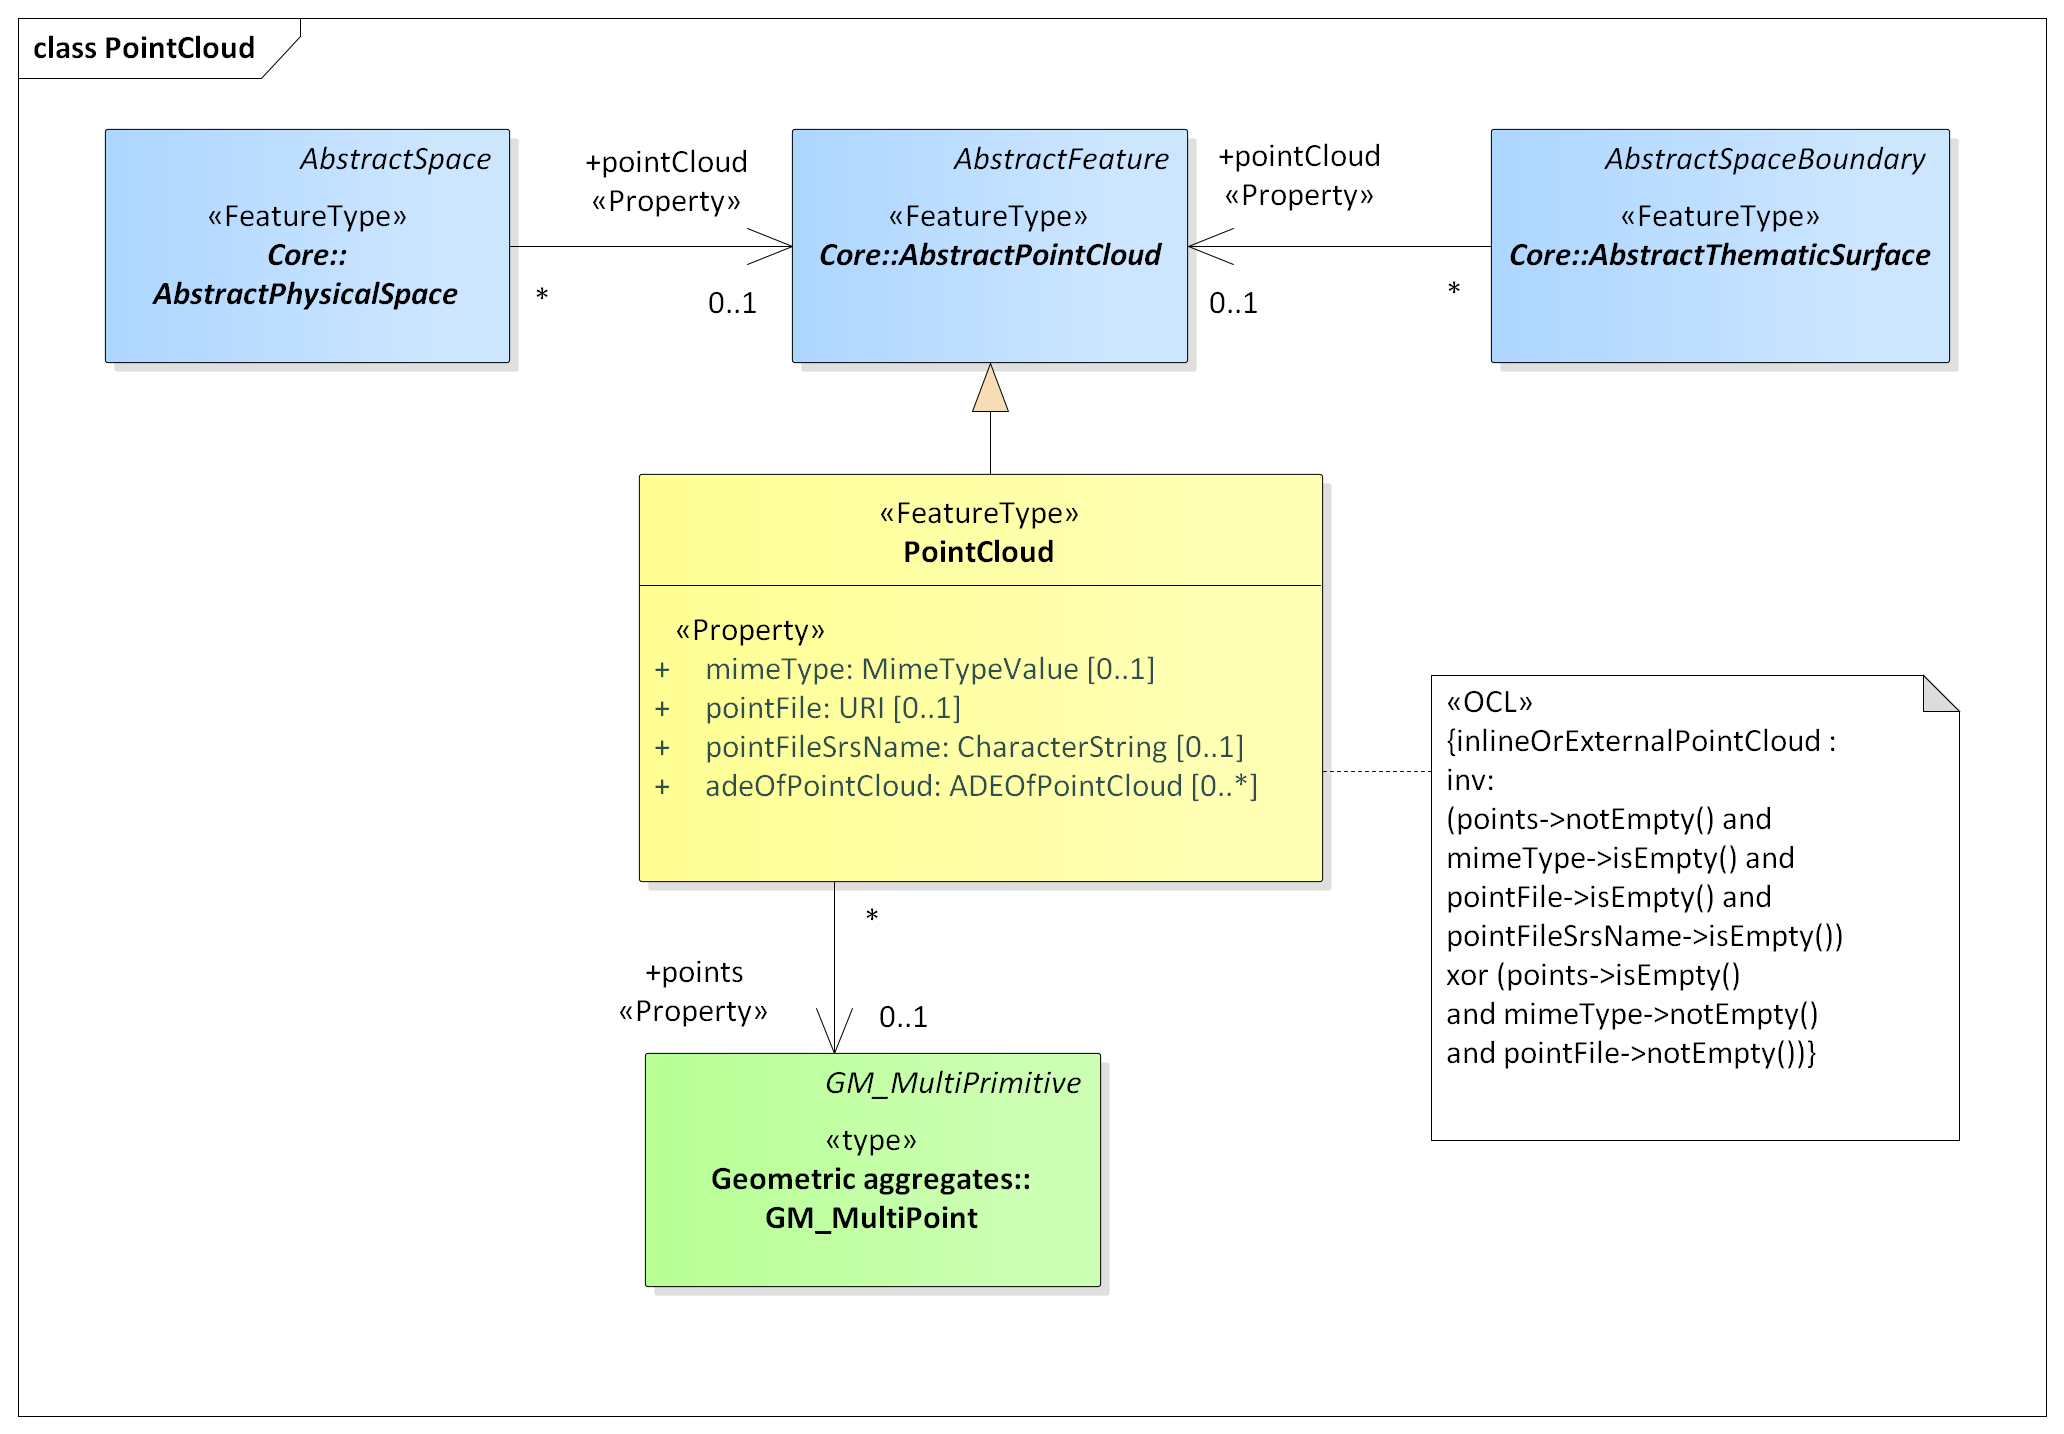 class PointCloud
AbstractSpace
«FeatureType»
Core::
AbstractPhysicalSpace
+pointCloud
«Property»
*
0..1
AbstractFeature
«FeatureType»
Core::AbstractPointCloud
+pointCloud
«Property»
0..1
*
AbstractSpaceBoundary
«FeatureType»
Core::AbstractThematicSurface
«FeatureType»
PointCloud
«Property»
+ mimeType: MimeTypeValue [0..1]
+ pointFile: URI [0..1]
+ pointFileSrsName: CharacterString [0..1]
+ adeOfPointCloud: ADEOfPointCloud [0..*]
«OCL»
{inlineOrExternalPointCloud :
inv:
(points->notEmpty() and
mimeType->isEmpty() and
pointFile->isEmpty() and
pointFileSrsName->isEmpty())
xor (points->isEmpty()
and mimeType->notEmpty()
and pointFile->notEmpty())}
*
+points
«Property»
0..1
GM_MultiPrimitive
«type»
Geometric aggregates::
GM_MultiPoint